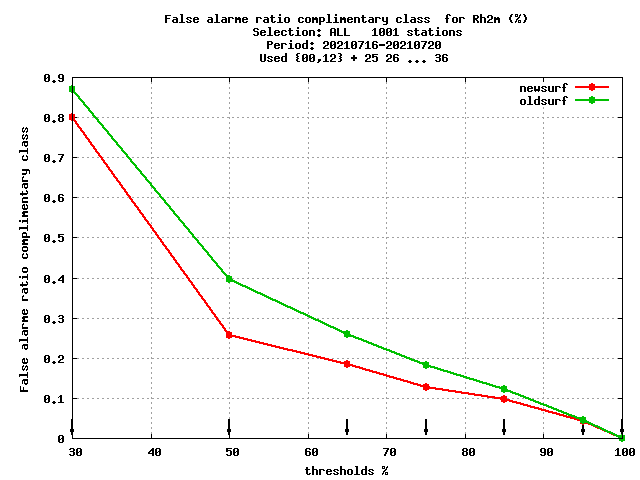 False alarme ratio complimentary class  for Rh2m (%)
Selection: ALL   1001 stations
Period: 20210716-20210720
Used {00,12} + 25 26 ... 36
newsurf
oldsurf
False alarme ratio complimentary class
0.9
0.8
0.7
0.6
0.5
0.4
0.3
0.2
0.1
0
30 40 50 60 70 80 90 100
thresholds %